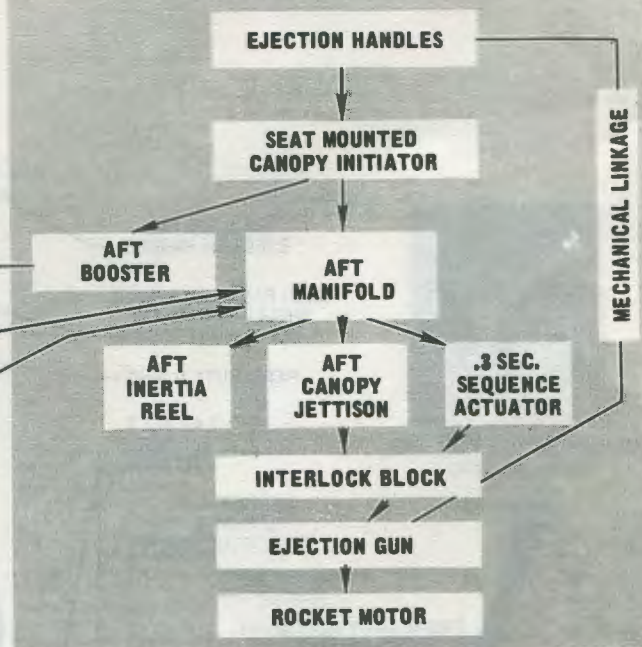 EJECTION HANDLES
SEAT MOUNTED
CANOPY INITIATOR
MECHANICAL LINKAGE
AFT
BOOSTER
AFT
MANIFOLD
AFT
INERTIA
REEL
AFT
CANOPY
JETTISON
.3 SEC.
SEQUENCE
ACTUATOR
INTERLOCK BLOCK
EJECTION GUN
ROCKET MOTOR